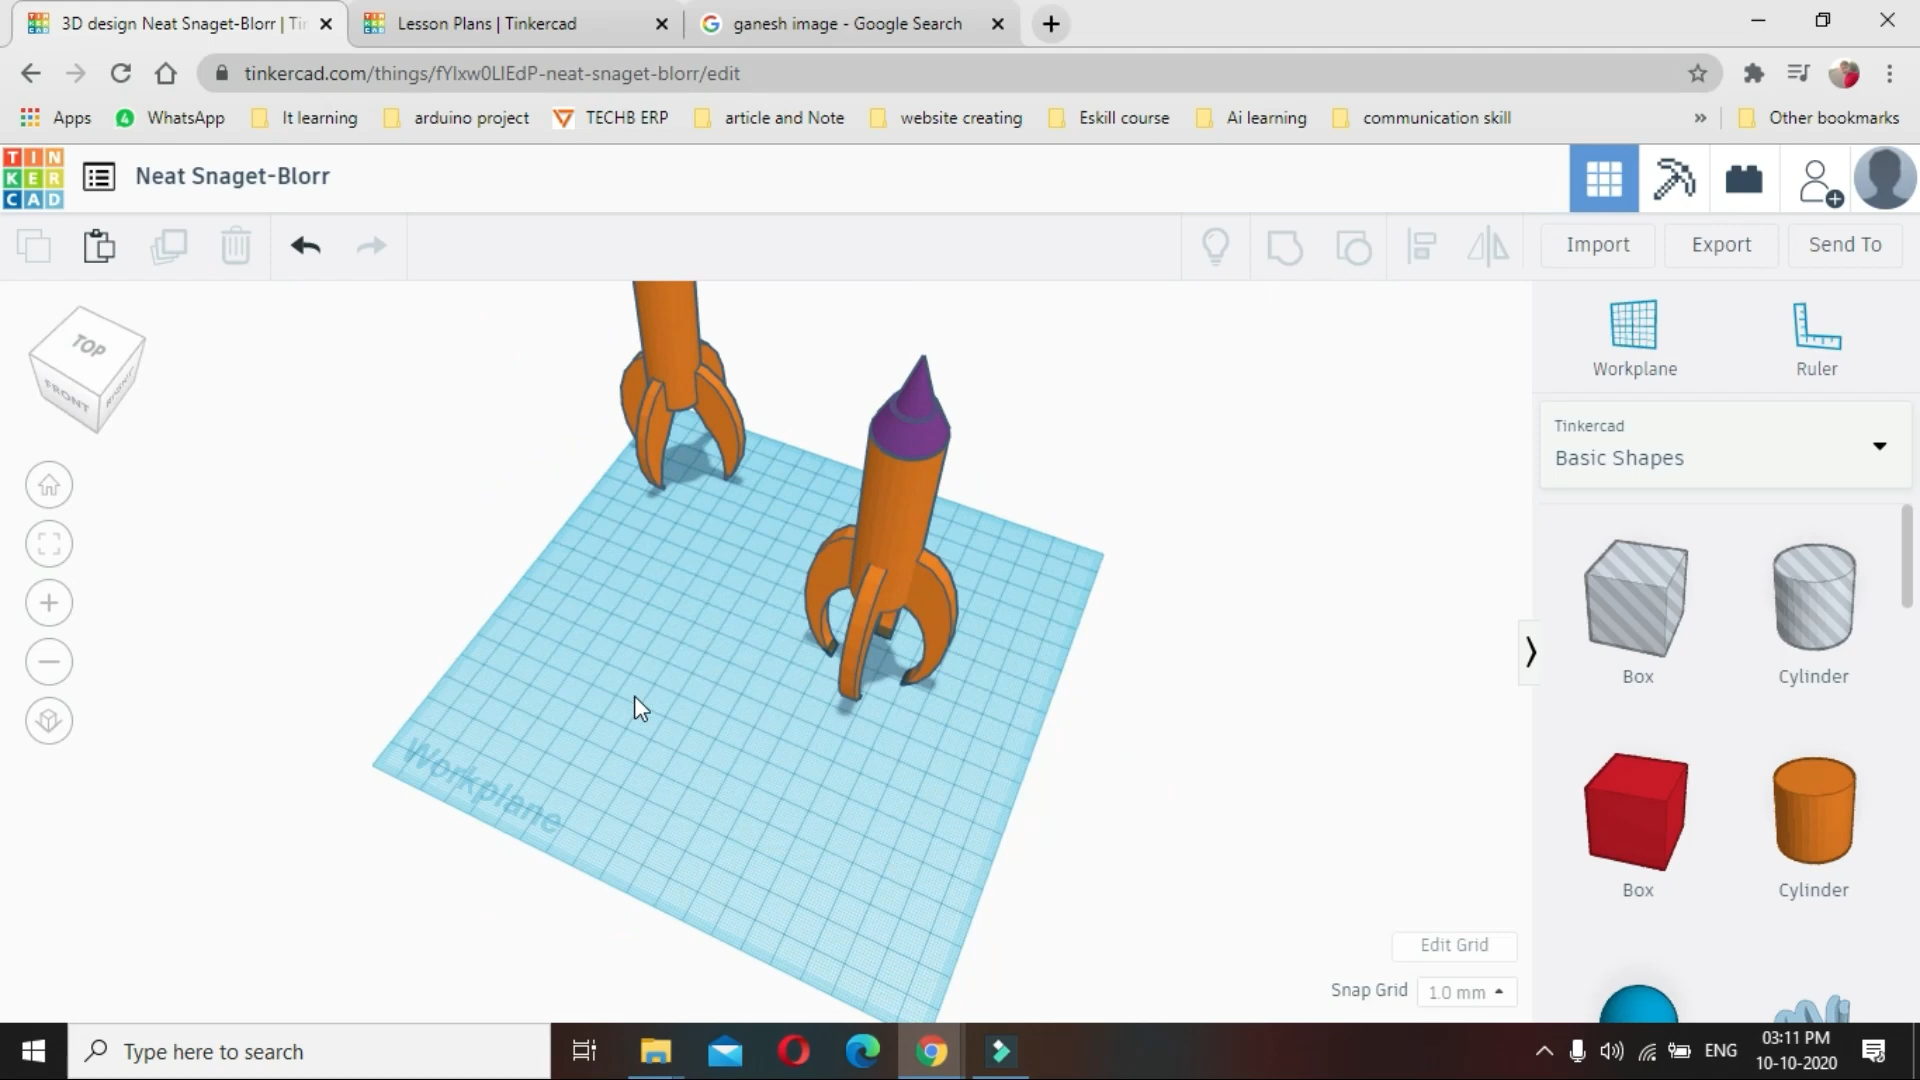 3D design Neat Snaget-Blorr | Tin
Lesson Plans | Tinkercad
ganesh image - Google Search
tinkercad.com/things/fYlxw0LlEdP-neat-snaget-blorr/edit
Apps
WhatsApp
It learning
arduino project
TECHB ERP
article and Note
website creating
Eskill course
Ai learning
communication skill
»
Other bookmarks
TIN
KER
CAD
Neat Snaget-Blorr
Import
Export
Send To
TOP
FRONT
RIGHT
Workplane
Ruler
Tinkercad
Basic Shapes
Box
Cylinder
Box
Cylinder
Workplane
Edit Grid
Snap Grid
1.0 mm
Type here to search
ENG
03:11 PM
10-10-2020